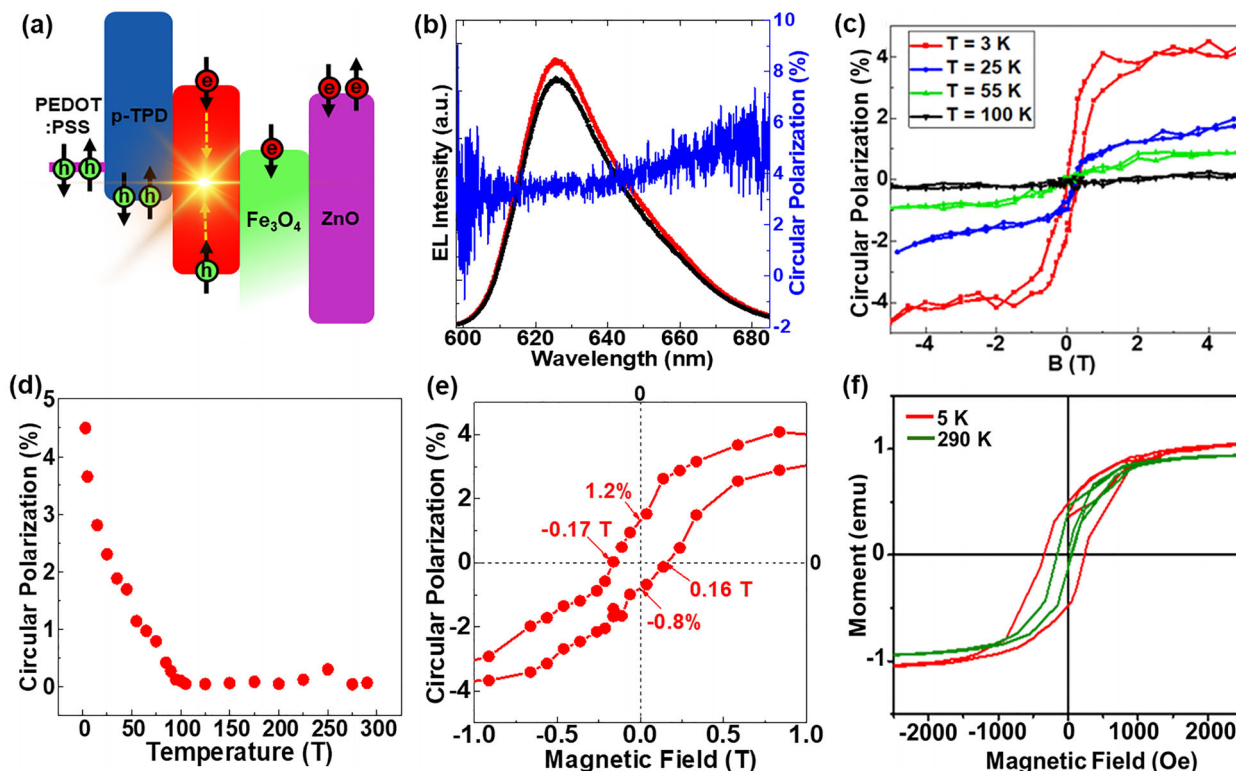 (a)
PEDOT
:PSS
p-TPD
h
h
h
h
e
h
e
Fe₃O₄
e
e
ZnO
(b)
EL Intensity (a.u.)
600
620
640
660
680
Wavelength (nm)
10
8
6
4
2
0
-2
Circular Polarization (%)
(c)
T = 3 K
T = 25 K
T = 55 K
T = 100 K
4
2
0
-2
-4
Circular Polarization (%)
-4
-2
0
2
4
B (T)
(d)
5
4
3
2
1
0
Circular Polarization (%)
0
50
100
150
200
250
300
Temperature (T)
(e)
0
4
2
0
-2
-4
Circular Polarization (%)
1.2%
-0.17 T
0
0.16 T
-0.8%
0
-1.0
-0.5
0.0
0.5
1.0
Magnetic Field (T)
(f)
5 K
290 K
1
0
-1
Moment (emu)
-2000
-1000
0
1000
2000
Magnetic Field (Oe)